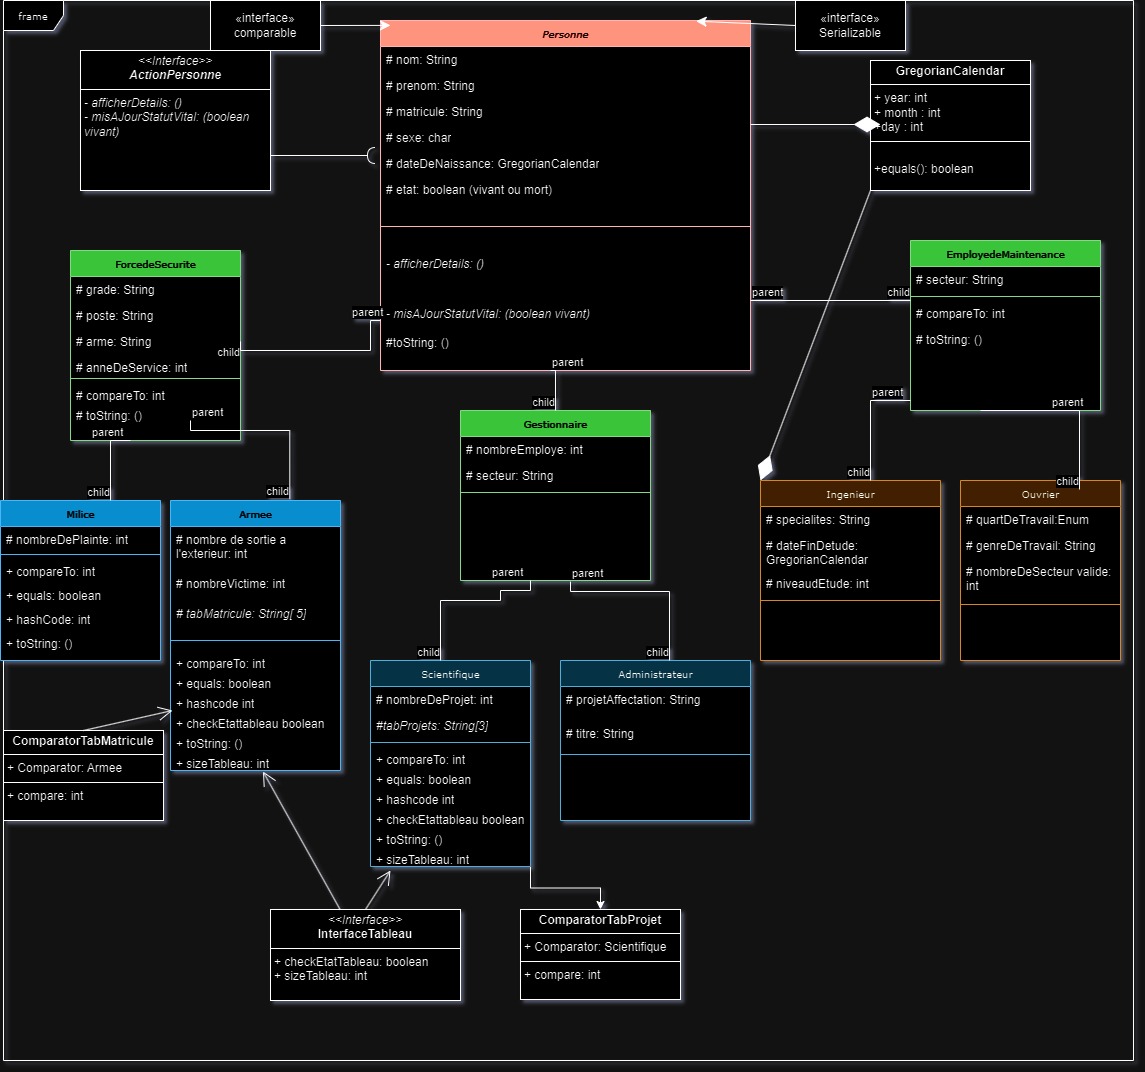 frame
«interface»
comparable
«interface»
Serializable
<<Interface>>
ActionPersonne
- afficherDetails: ()
- misAJourStatutVital: (boolean
vivant)
Personne
# nom: String
# prenom: String
# matricule: String
# sexe: char
# dateDeNaissance: GregorianCalendar
# etat: boolean (vivant ou mort)
- afficherDetails: ()
- misAJourStatutVital: (boolean vivant)
#toString: ()
GregorianCalendar
+ year: int
+ month : int
+day : int
+equals(): boolean
ForcedeSecurite
# grade: String
# poste: String
# arme: String
# anneDeService: int
# compareTo: int
# toString: ()
parent
child
parent
parent
parent
child
EmployedeMaintenance
# secteur: String
# compareTo: int
# toString: ()
parent
child
parent
parent
child
child
Gestionnaire
# nombreEmploye: int
# secteur: String
parent
parent
child
child
child
child
Milice
# nombreDePlainte: int
+ compareTo: int
+ equals: boolean
+ hashCode: int
+ toString: ()
Armee
# nombre de sortie a
l'exterieur: int
# nombreVictime: int
# tabMatricule: String[ 5]
+ compareTo: int
+ equals: boolean
+ hashcode int
+ checkEtattableau boolean
+ toString: ()
+ sizeTableau: int
Ingenieur
# specialites: String
# dateFinDetude:
GregorianCalendar
# niveaudEtude: int
Ouvrier
# quartDeTravail:Enum
# genreDeTravail: String
# nombreDeSecteur valide:
int
Scientifique
# nombreDeProjet: int
#tabProjets: String[3]
+ compareTo: int
+ equals: boolean
+ hashcode int
+ checkEtattableau boolean
+ toString: ()
+ sizeTableau: int
Administrateur
# projetAffectation: String
# titre: String
ComparatorTabMatricule
+ Comparator: Armee
+ compare: int
<<Interface>>
InterfaceTableau
+ checkEtatTableau: boolean
+ sizeTableau: int
ComparatorTabProjet
+ Comparator: Scientifique
+ compare: int